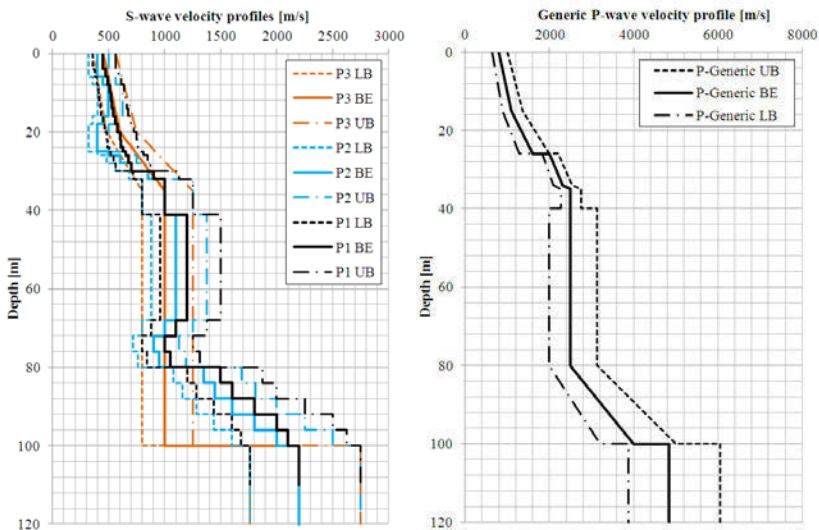 S-wave velocity profiles [m/s]
0 500 1000 1500 2000 2500 3000
0
20
40
60
80
100
120
Depth [m]
P3 LB
P3 BE
P3 UB
P2 LB
P2 BE
P2 UB
P1 LB
P1 BE
P1 UB
Generic P-wave velocity profile [m/s]
0 2000 4000 6000 8000
0
20
40
60
80
100
120
Depth [m]
P-Generic UB
P-Generic BE
P-Generic LB